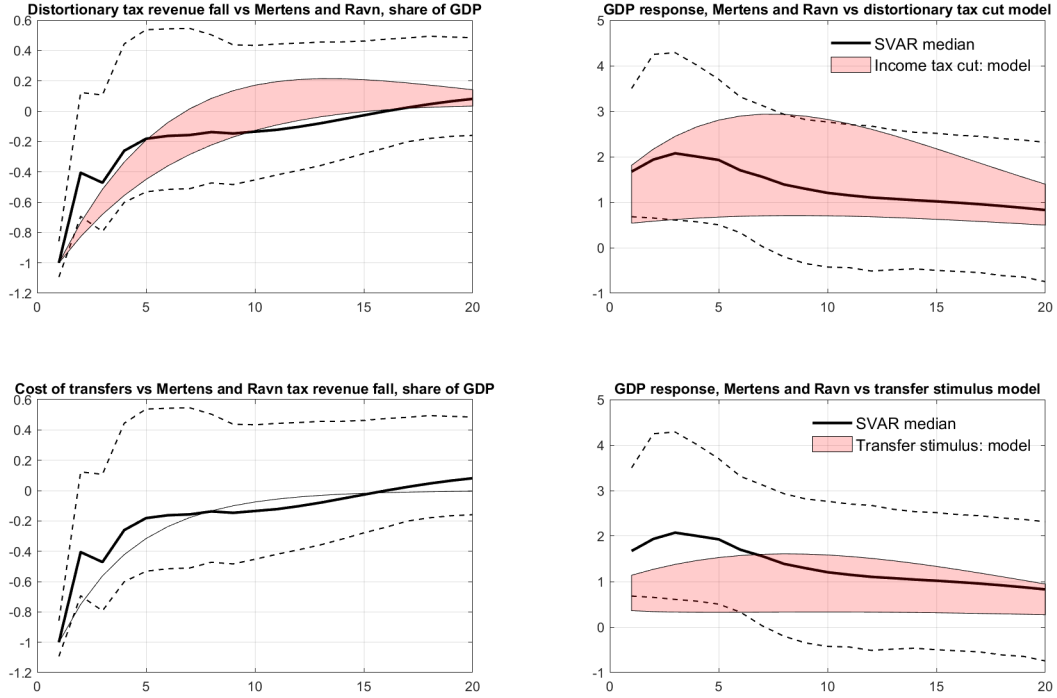 Distortionary tax revenue fall vs Mertens and Ravn, share of GDP
0.6
0.4
0.2
0
-0.2
-0.4
-0.6
-0.8
-1
-1.2
0 5 10 15 20
GDP response, Mertens and Ravn vs distortionary tax cut model
5
4
3
2
1
0
-1
SVAR median
Income tax cut: model
0 5 10 15 20
Cost of transfers vs Mertens and Ravn tax revenue fall, share of GDP
0.6
0.4
0.2
0
-0.2
-0.4
-0.6
-0.8
-1
-1.2
0 5 10 15 20
GDP response, Mertens and Ravn vs transfer stimulus model
5
4
3
2
1
0
-1
SVAR median
Transfer stimulus: model
0 5 10 15 20